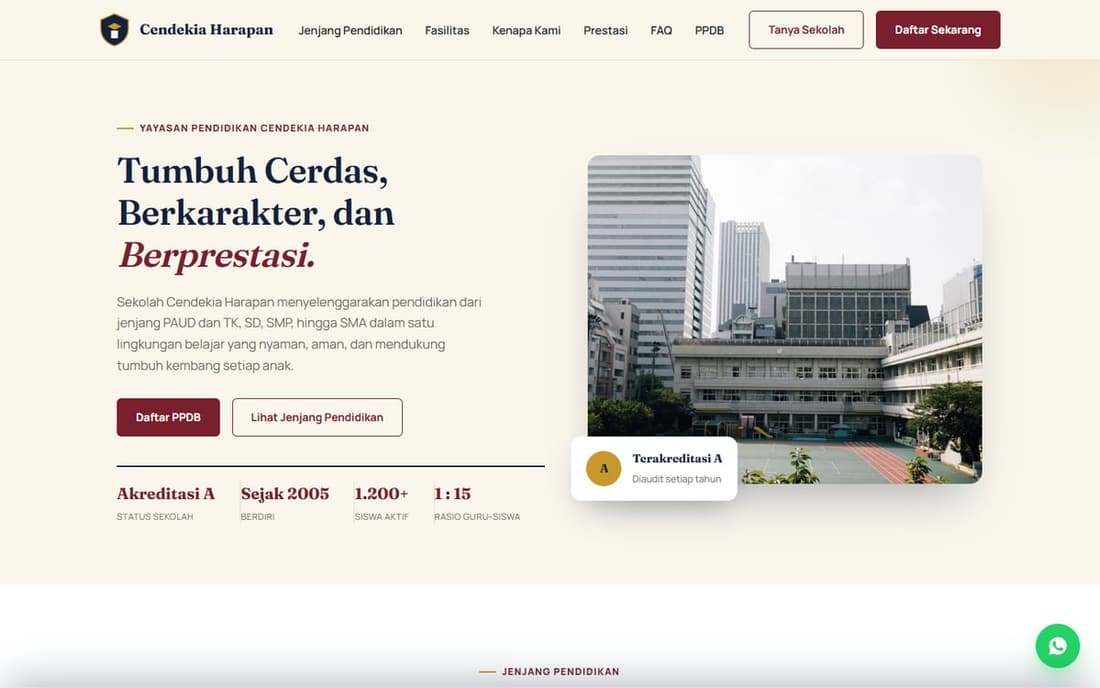 Cendekia Harapan
Jenjang Pendidikan
Fasilitas
Kenapa Kami
Prestasi
FAQ
PPDB
Tanya Sekolah
Daftar Sekarang
YAYASAN PENDIDIKAN CENDEKIA HARAPAN
Tumbuh Cerdas,
Berkarakter, dan
Berprestasi.
Sekolah Cendekia Harapan menyelenggarakan pendidikan dari
jenjang PAUD dan TK, SD, SMP, hingga SMA dalam satu
lingkungan belajar yang nyaman, aman, dan mendukung
tumbuh kembang setiap anak.
Daftar PPDB
Lihat Jenjang Pendidikan
Akreditasi A
STATUS SEKOLAH
Sejak 2005
BERDIRI
1.200+
SISWA AKTIF
1 : 15
RASIO GURU-SISWA
A
Terakreditasi A
Diaudit setiap tahun
JENJANG PENDIDIKAN